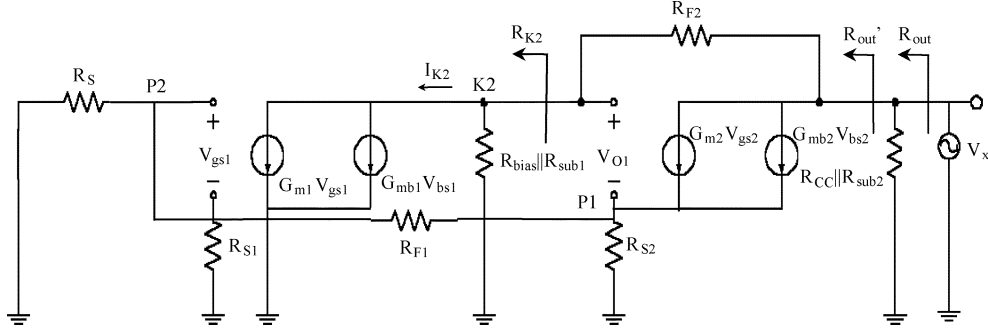 R_F2
R_K2
R_out'
R_out
R_S
P2
I_K2
K2
+
V_gs1
−
G_m1 V_gs1
G_mb1 V_bs1
R_bias||R_sub1
+
V_O1
−
G_m2 V_gs2
G_mb2 V_bs2
R_CC||R_sub2
V_x
P1
R_S1
R_F1
R_S2